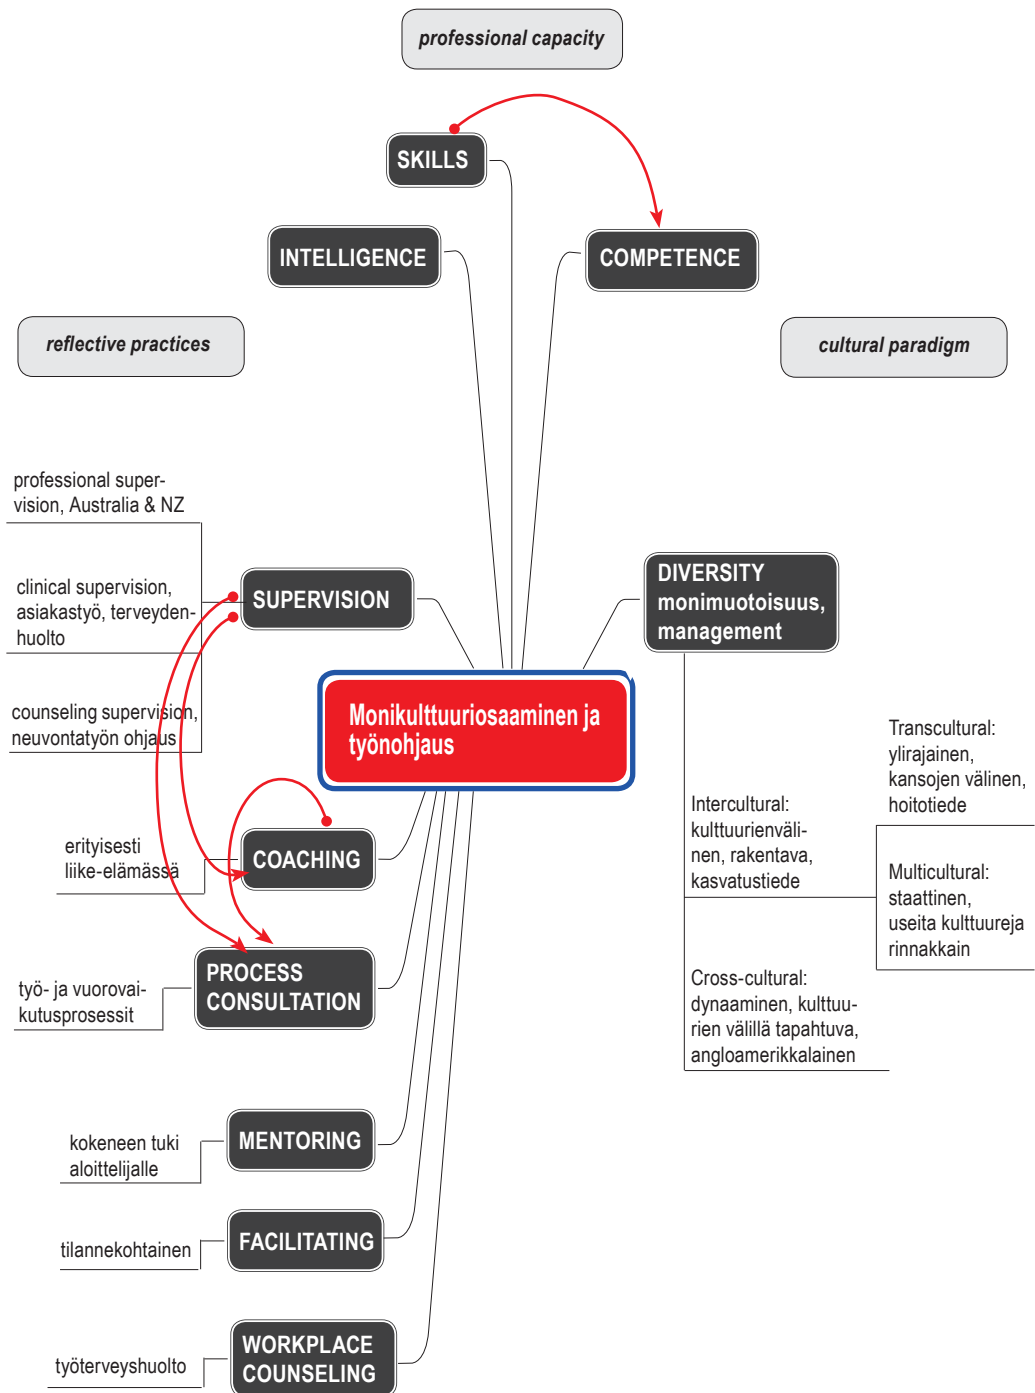 professional capacity
SKILLS
INTELLIGENCE
COMPETENCE
reflective practices
cultural paradigm
professional super-
vision, Australia & NZ
clinical supervision,
asiakastyö, terveyden-
huolto
counseling supervision,
neuvontatyön ohjaus
SUPERVISION
DIVERSITY
monimuotoisuus,
management
Monikulttuuriosaaminen ja
työnohjaus
Intercultural:
kulttuurienväli-
nen, rakentava,
kasvatustiede
Transcultural:
ylirajainen,
kansojen välinen,
hoitotiede
Multicultural:
staattinen,
useita kulttuureja
rinnakkain
Cross-cultural:
dynaaminen, kulttuu-
rien välillä tapahtuva,
angloamerikkalainen
erityisesti
liike-elämässä
COACHING
työ- ja vuorovai-
kutusprosessit
PROCESS
CONSULTATION
kokeneen tuki
aloittelijalle
MENTORING
tilannekohtainen
FACILITATING
työterveyshuolto
WORKPLACE
COUNSELING